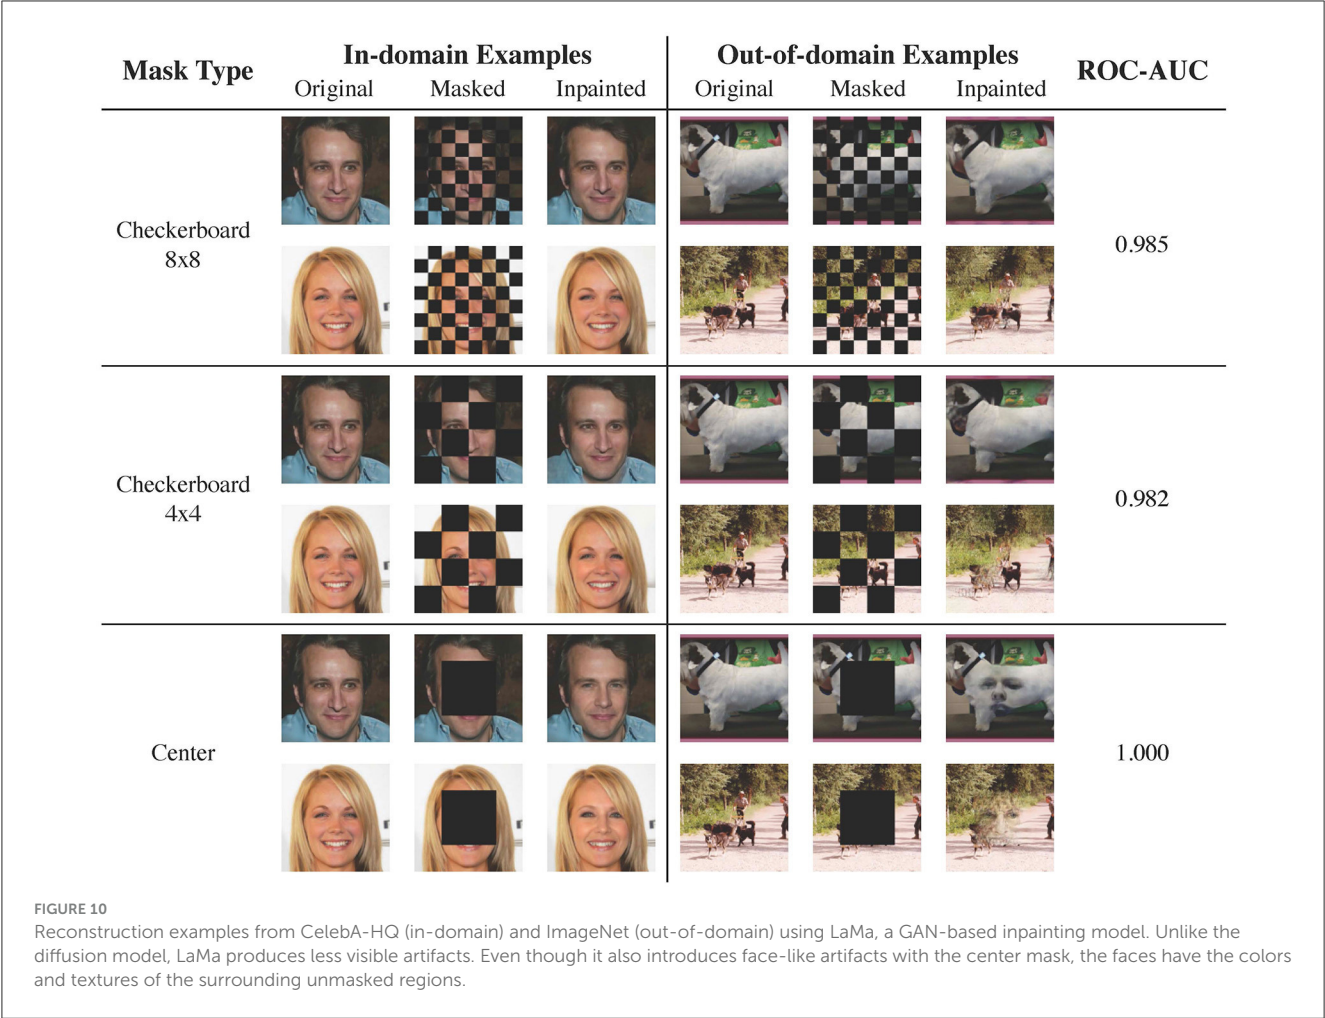 Mask Type
In-domain Examples
Out-of-domain Examples
ROC-AUC
Original
Masked
Inpainted
Original
Masked
Inpainted
Checkerboard
8x8
0.985
Checkerboard
4x4
0.982
Center
1.000
FIGURE 10
Reconstruction examples from CelebA-HQ (in-domain) and ImageNet (out-of-domain) using LaMa, a GAN-based inpainting model. Unlike the
diffusion model, LaMa produces less visible artifacts. Even though it also introduces face-like artifacts with the center mask, the faces have the colors
and textures of the surrounding unmasked regions.